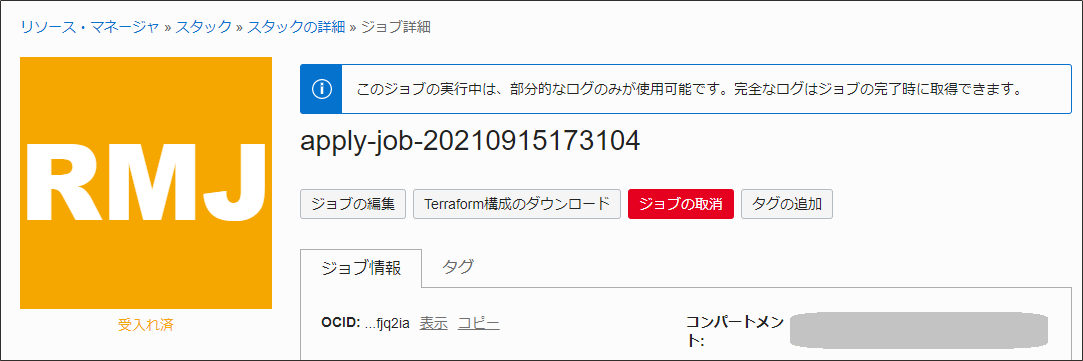 リソース・マネージャ » スタック » スタックの詳細 » ジョブ詳細
このジョブの実行中は、部分的なログのみが使用可能です。完全なログはジョブの完了時に取得できます。
RMJ
受入れ済
apply-job-20210915173104
ジョブの編集 Terraform構成のダウンロード ジョブの取消 タグの追加
ジョブ情報 タグ
OCID: ...fjq2ia 表示 コピー
コンパートメン
ト: